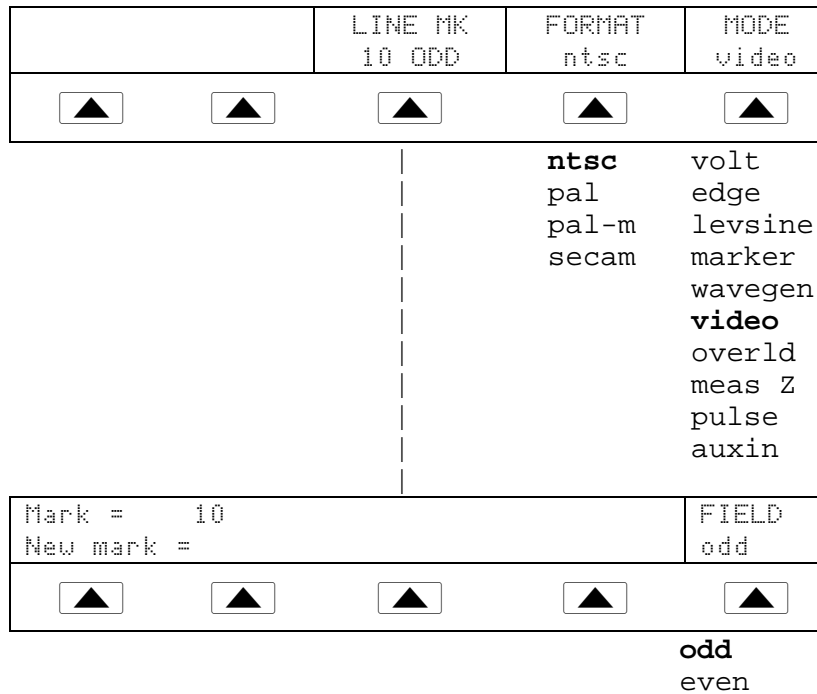 LINE MK FORMAT MODE
10 ODD ntsc video
ntsc volt
pal edge
pal-m levsine
secam marker
wavegen
video
overld
meas Z
pulse
auxin
Mark = 10 FIELD
New mark = odd
odd
even